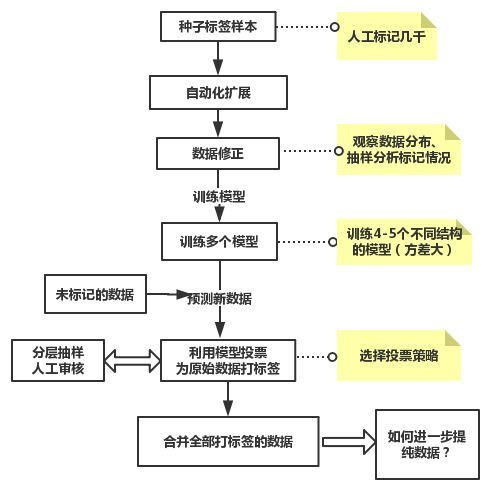 种子标签样本
人工标记几千
自动化扩展
数据修正
观察数据分布、
抽样分析标记情况
训练模型
训练多个模型
训练4-5个不同结构
的模型（方差大）
未标记的数据
预测新数据
分层抽样
人工审核
利用模型投票
为原始数据打标签
选择投票策略
合并全部打标签的数据
如何进一步提
纯数据？